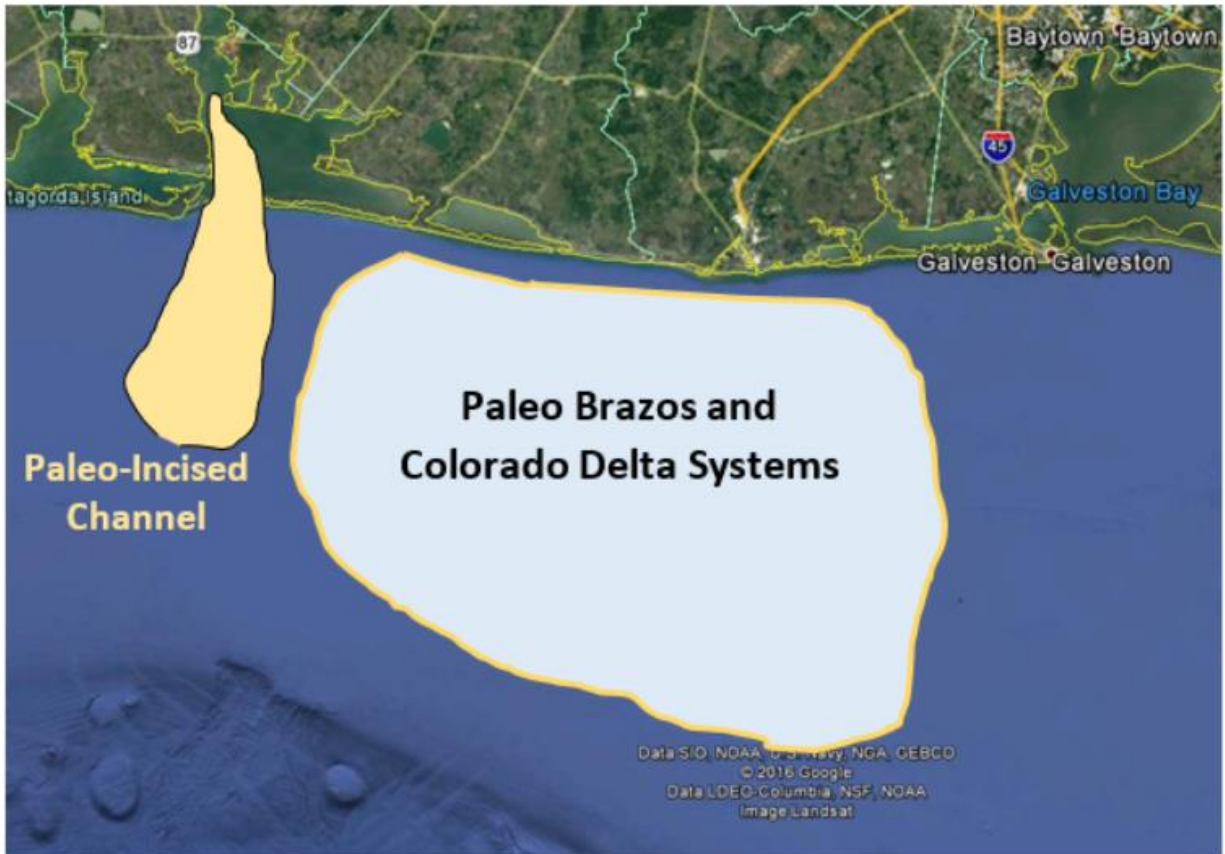 87
Baytown Baytown
45
tagorda Island
Galveston Bay
Galveston Galveston
Paleo Brazos and
Colorado Delta Systems
Paleo-Incised
Channel
Data SIO, NOAA, U.S. Navy, NGA, GEBCO
© 2016 Google
Data LDEO-Columbia, NSF, NOAA
Image Landsat